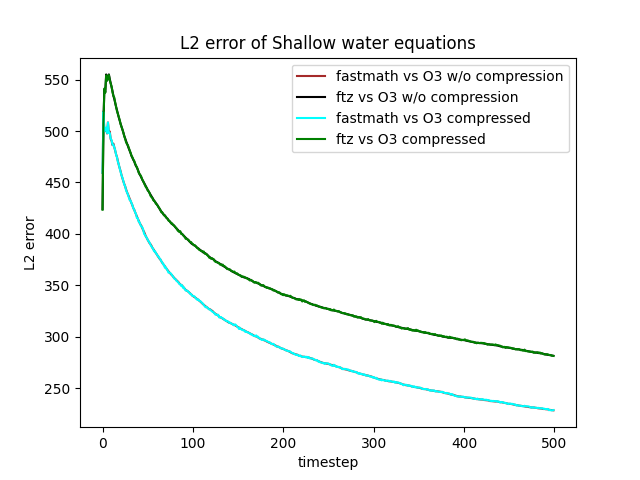 L2 error of Shallow water equations
fastmath vs O3 w/o compression
ftz vs O3 w/o compression
fastmath vs O3 compressed
ftz vs O3 compressed
L2 error
550
500
450
400
350
300
250
0 100 200 300 400 500
timestep